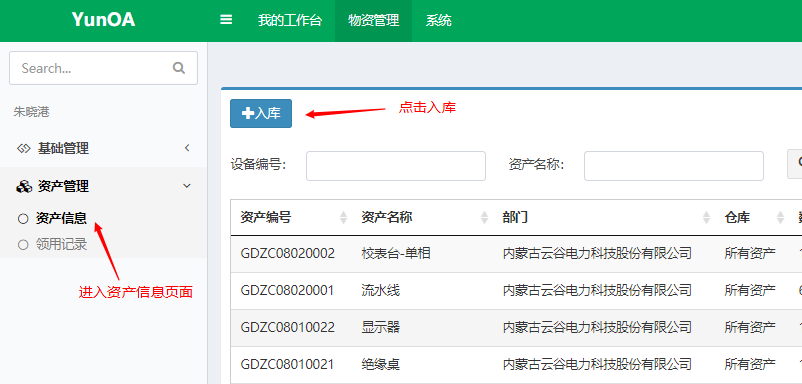 YunOA
我的工作台 物资管理 系统
Search...
朱晓港
基础管理
资产管理
资产信息
领用记录
进入资产信息页面
入库
点击入库
设备编号： 资产名称：
资产编号 资产名称 部门 仓库
GDZC08020002 校表台-单相 内蒙古云谷电力科技股份有限公司 所有资产
GDZC08020001 流水线 内蒙古云谷电力科技股份有限公司 所有资产
GDZC08010022 显示器 内蒙古云谷电力科技股份有限公司 所有资产
GDZC08010021 绝缘桌 内蒙古云谷电力科技股份有限公司 所有资产